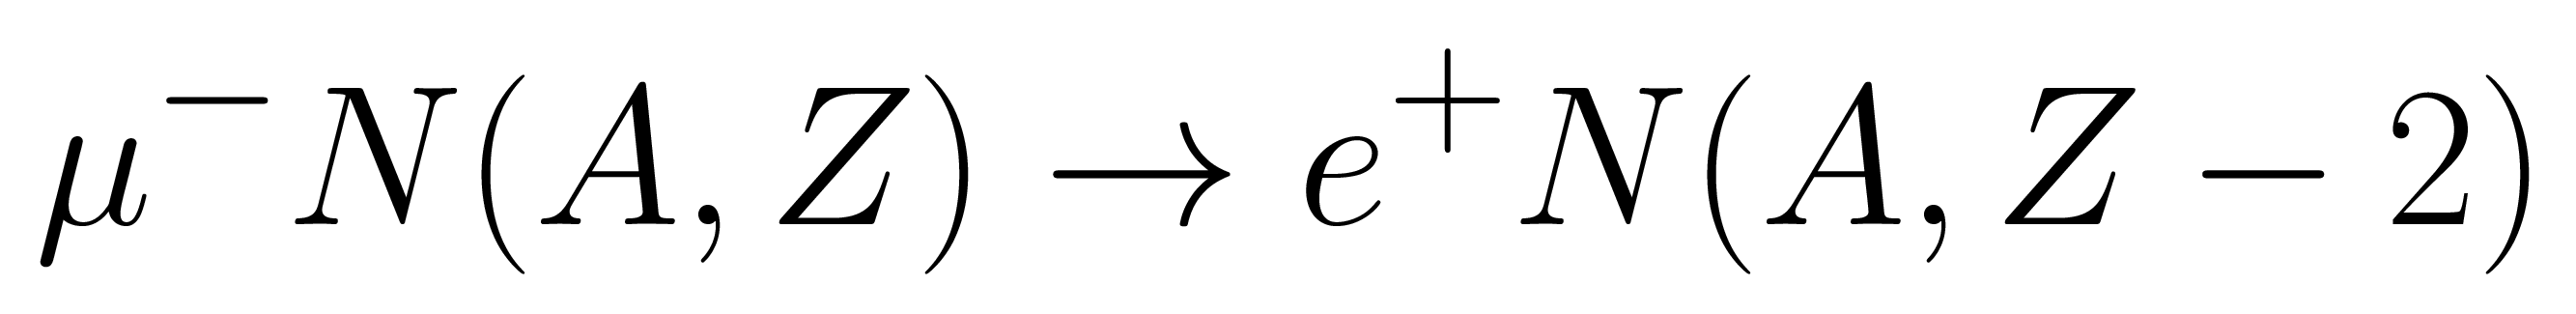 μ⁻N(A, Z) → e⁺N(A, Z − 2)